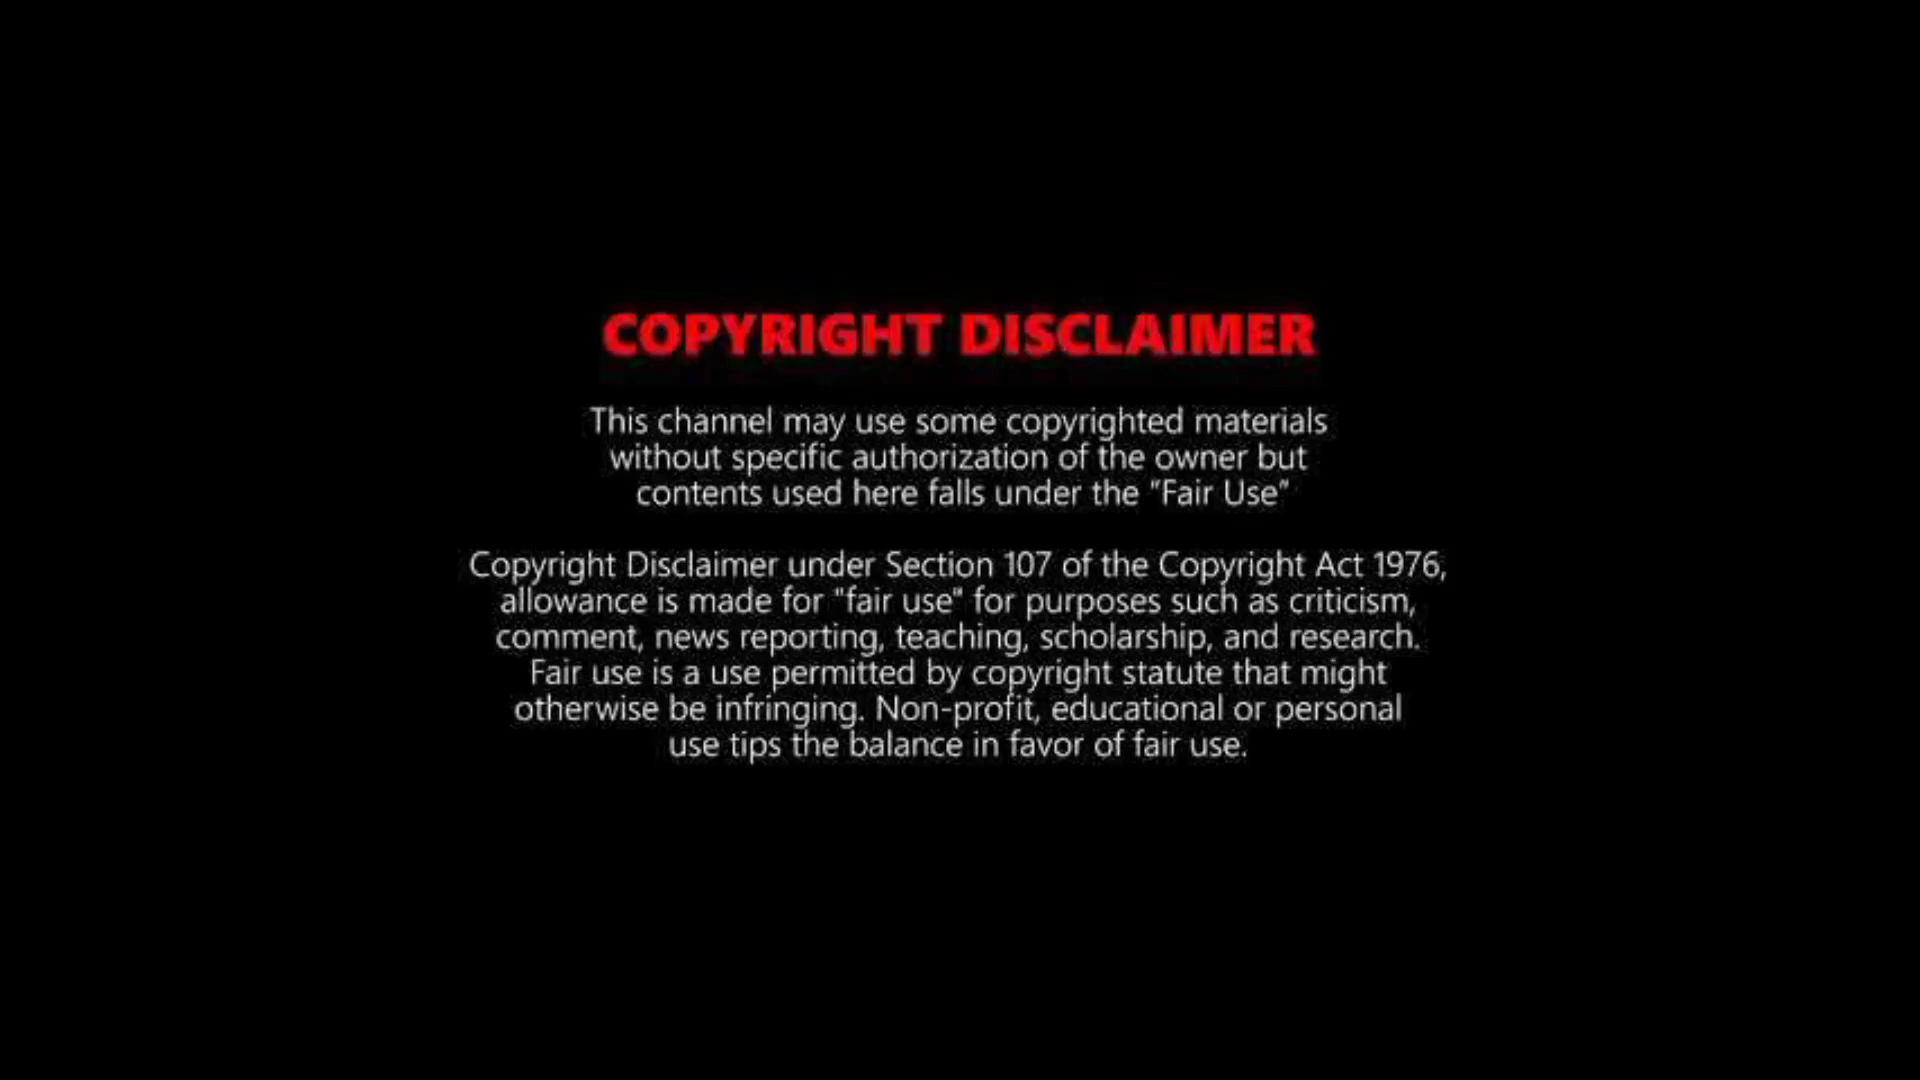 COPYRIGHT DISCLAIMER
This channel may use some copyrighted materials
without specific authorization of the owner but
contents used here falls under the "Fair Use"
Copyright Disclaimer under Section 107 of the Copyright Act 1976,
allowance is made for "fair use" for purposes such as criticism,
comment, news reporting, teaching, scholarship, and research.
Fair use is a use permitted by copyright statute that might
otherwise be infringing. Non-profit, educational or personal
use tips the balance in favor of fair use.